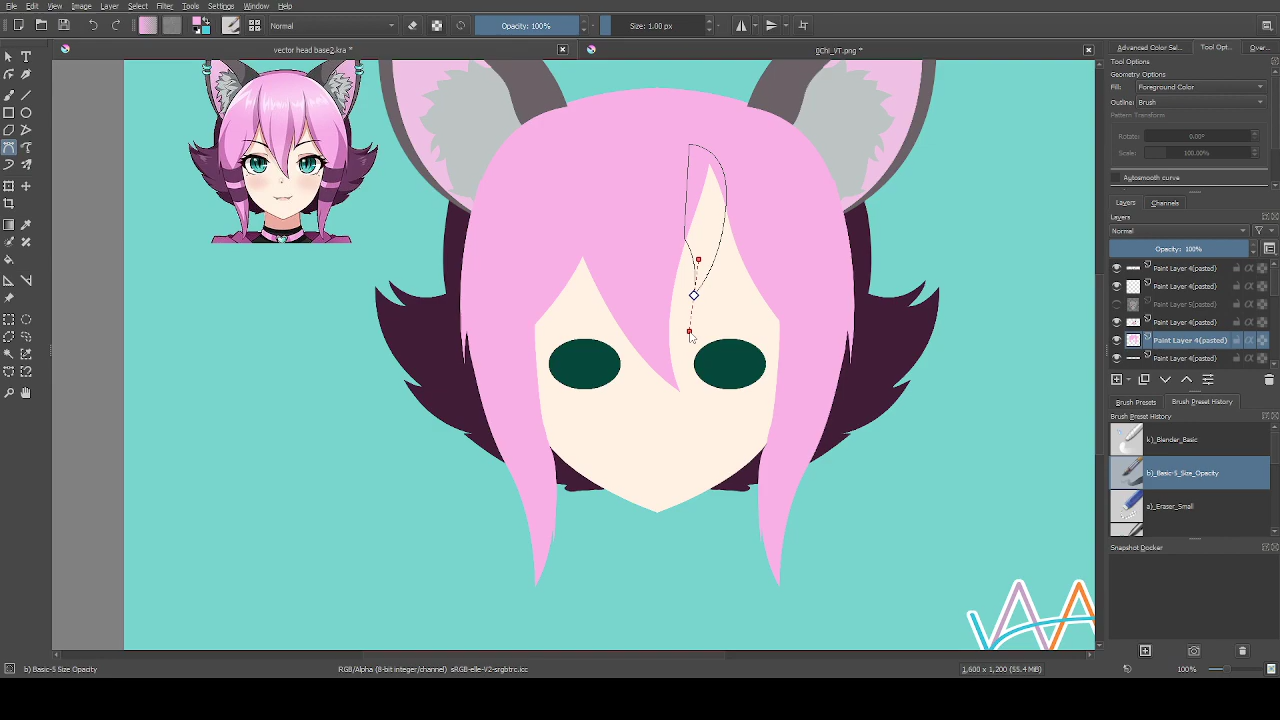 File Edit View Image Layer Select Filter Tools Settings Window Help
Normal
Opacity: 100%
Size: 1.00 px
vector head base2.kra *
Advanced Color Sel...
Tool Opt...
Over...
Tool Options
Geometry Options
Fill: Foreground Color
Outline: Brush
Pattern Transform
Rotate: 0.00°
Scale: 100.00%
Autosmooth curve
Layers Channels
Layers
Normal
Opacity: 100%
Paint Layer 4(pasted)
Paint Layer 4(pasted)
Paint Layer 5(pasted)
Paint Layer 4(pasted)
Paint Layer 4(pasted)
Paint Layer 4(pasted)
Brush Presets Brush Preset History
Brush Preset History
k)_Blender_Basic
b)_Basic-5_Size_Opacity
a)_Eraser_Small
Snapshot Docker
b) Basic-5 Size Opacity
RGB/Alpha (8-bit integer/channel) sRGB-elle-V2-srgbtrc.icc
1,600 x 1,200 (55.4 MiB)
100%